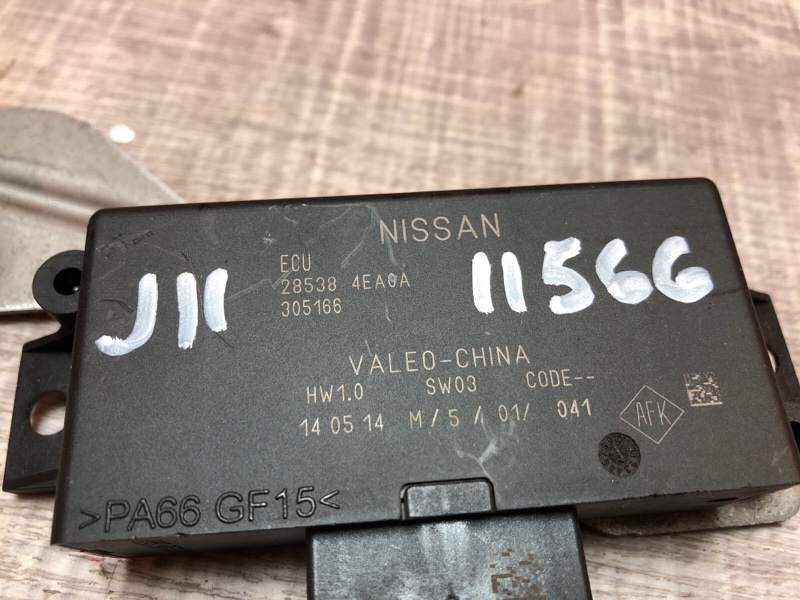 NISSAN
ECU
28538 4EA0A
305166
J11
11566
VALEO-CHINA
HW1.0 SW03 CODE--
14 05 14 M/5/01/ 041
AFK
>PA66 GF15<